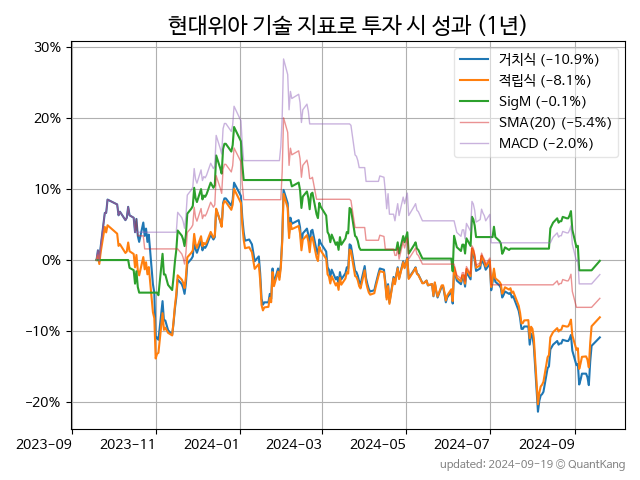 현대위아 기술 지표로 투자 시 성과 (1년)
30%
20%
10%
0%
−10%
−20%
거치식 (−10.9%)
적립식 (−8.1%)
SigM (−0.1%)
SMA(20) (−5.4%)
MACD (−2.0%)
2023-09
2023-11
2024-01
2024-03
2024-05
2024-07
2024-09
updated: 2024-09-19 © QuantKang